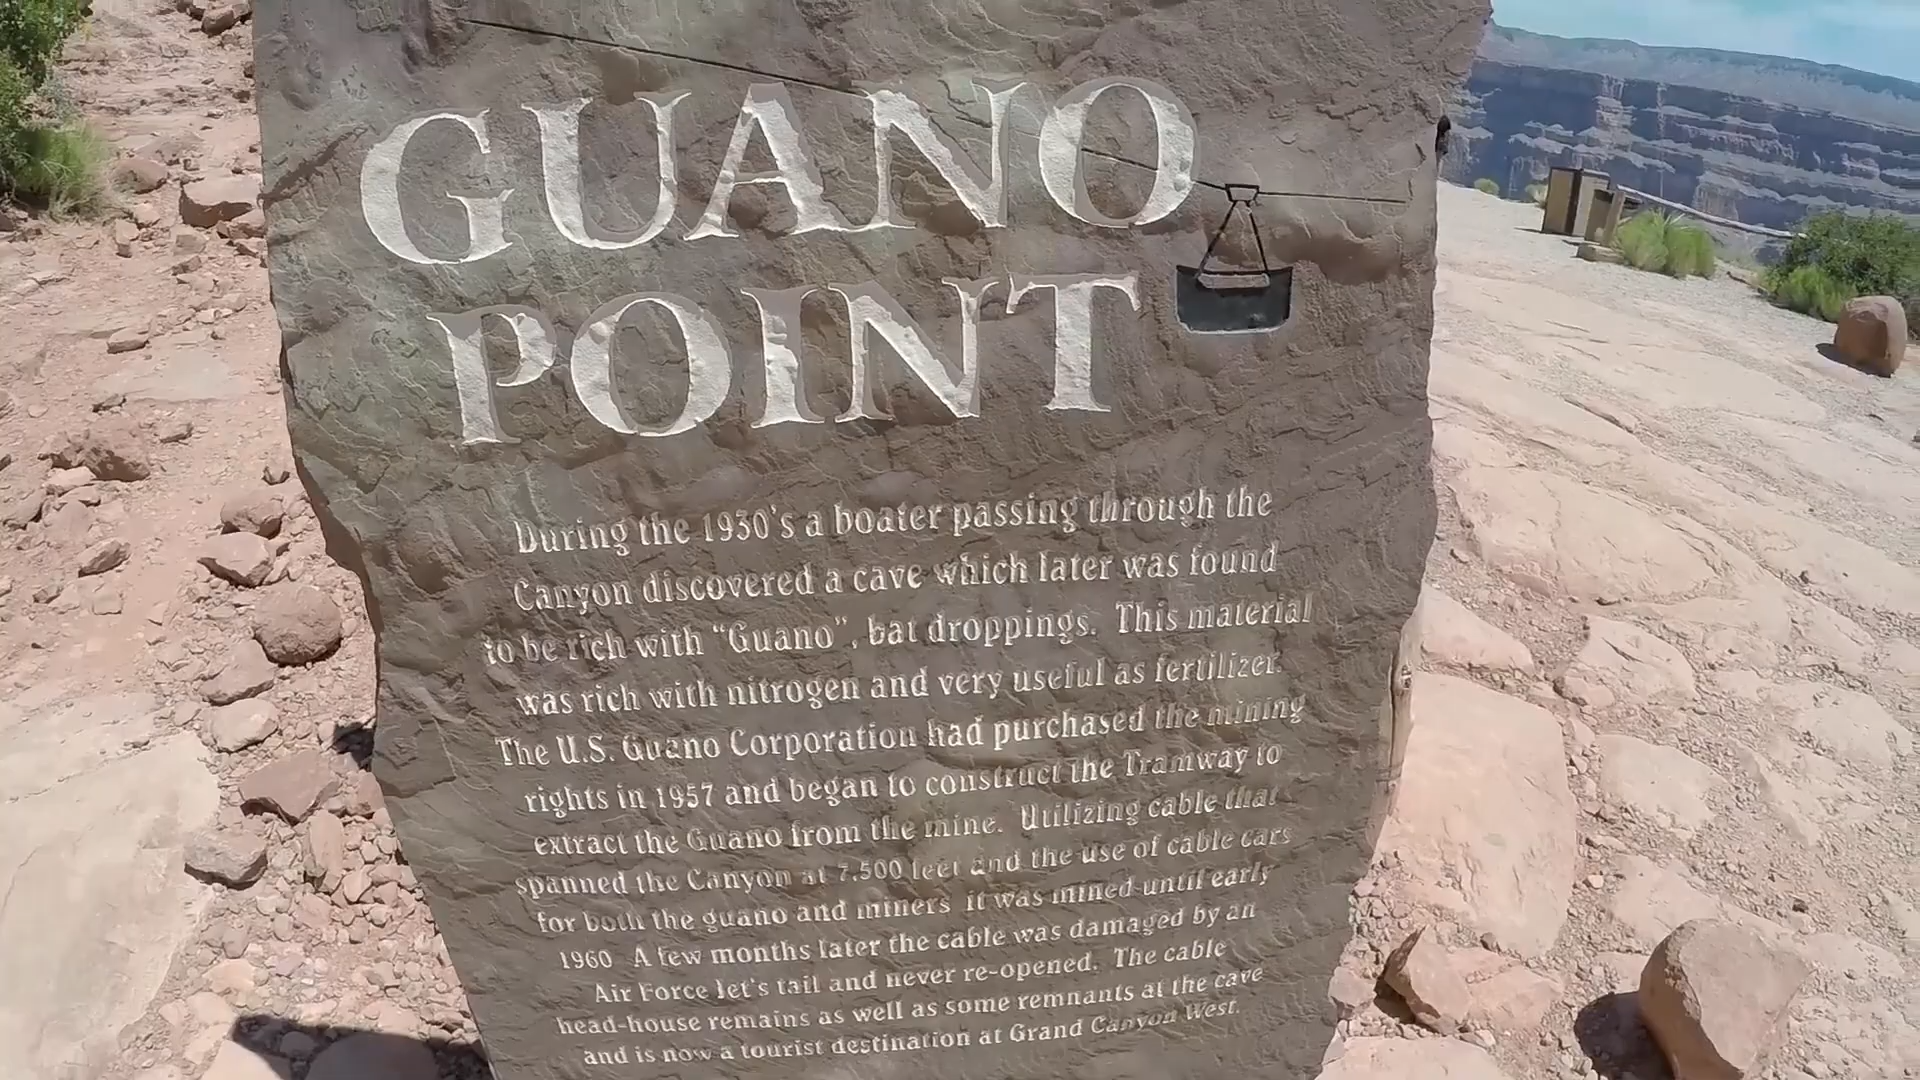 GUANO
POINT
During the 1930's a boater passing through the
Canyon discovered a cave which later was found
to be rich with "Guano", bat droppings. This material
was rich with nitrogen and very useful as fertilizer.
The U.S. Guano Corporation had purchased the mining
rights in 1957 and began to construct the Tramway to
extract the Guano from the mine. Utilizing cable that
spanned the Canyon at 7,500 feet and the use of cable cars
for both the guano and miners it was mined until early
1960 A few months later the cable was damaged by an
Air Force Jet's tail and never re-opened. The cable
head-house remains as well as some remnants at the cave
and is now a tourist destination at Grand Canyon West.